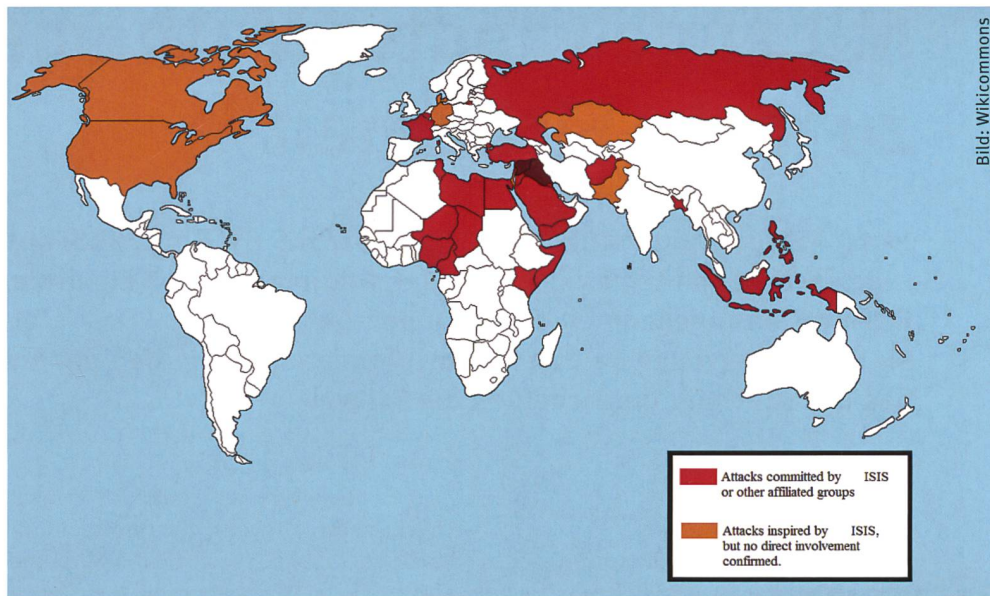 Bild: Wikicommons
Attacks committed by ISIS
or other affiliated groups
Attacks inspired by ISIS,
but no direct involvement
confirmed.